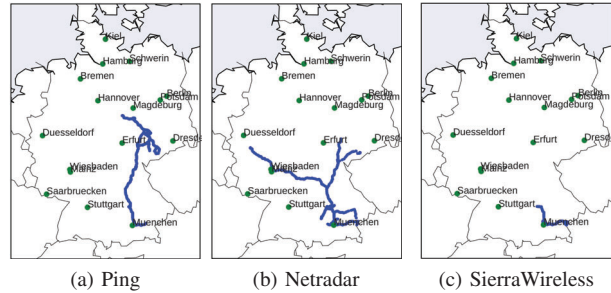 Kiel
Schwerin
Hamburg
Bremen
Berlin
Potsdam
Hannover
Magdeburg
Duesseldorf
Erfurt
Dresd
Wiesbaden
Mainz
Saarbruecken
Stuttgart
Muenchen
(a) Ping
Kiel
Schwerin
Hamburg
Bremen
Berlin
Potsdam
Hannover
Magdeburg
Duesseldorf
Erfurt
Dresd
Wiesbaden
Mainz
Saarbruecken
Stuttgart
Muenchen
(b) Netradar
Kiel
Schwerin
Hamburg
Bremen
Berlin
Potsdam
Hannover
Magdeburg
Duesseldorf
Erfurt
Dresd
Wiesbaden
Mainz
Saarbruecken
Stuttgart
Muenchen
(c) SierraWireless